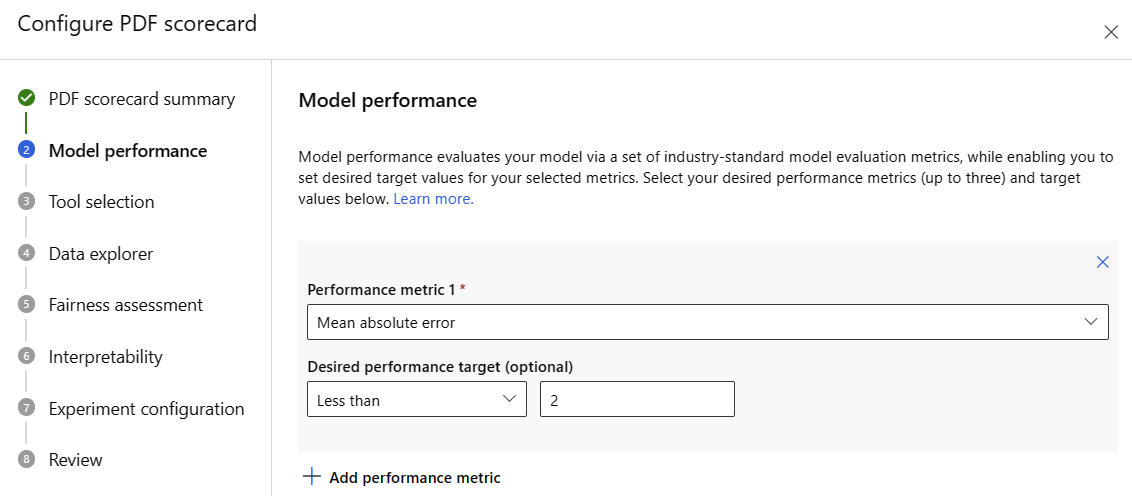 Configure PDF scorecard
PDF scorecard summary
2 Model performance
3 Tool selection
4 Data explorer
5 Fairness assessment
6 Interpretability
7 Experiment configuration
8 Review
Model performance
Model performance evaluates your model via a set of industry-standard model evaluation metrics, while enabling you to
set desired target values for your selected metrics. Select your desired performance metrics (up to three) and target
values below. Learn more.
Performance metric 1 *
Mean absolute error
Desired performance target (optional)
Less than 2
Add performance metric